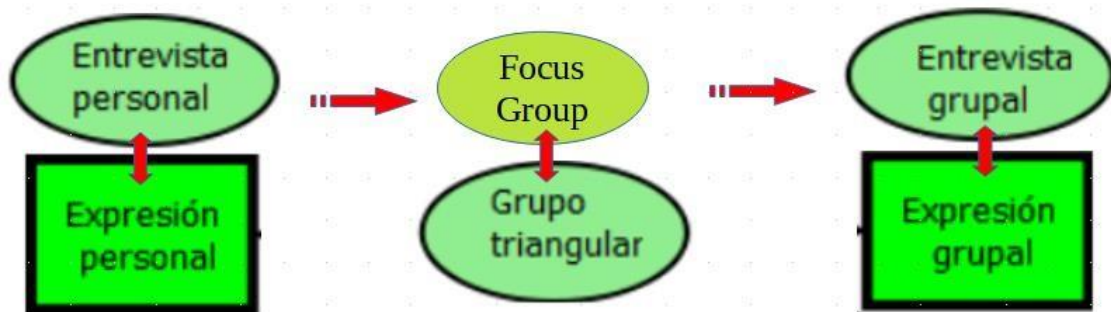 Entrevista
personal
Expresión
personal
Focus
Group
Grupo
triangular
Entrevista
grupal
Expresión
grupal